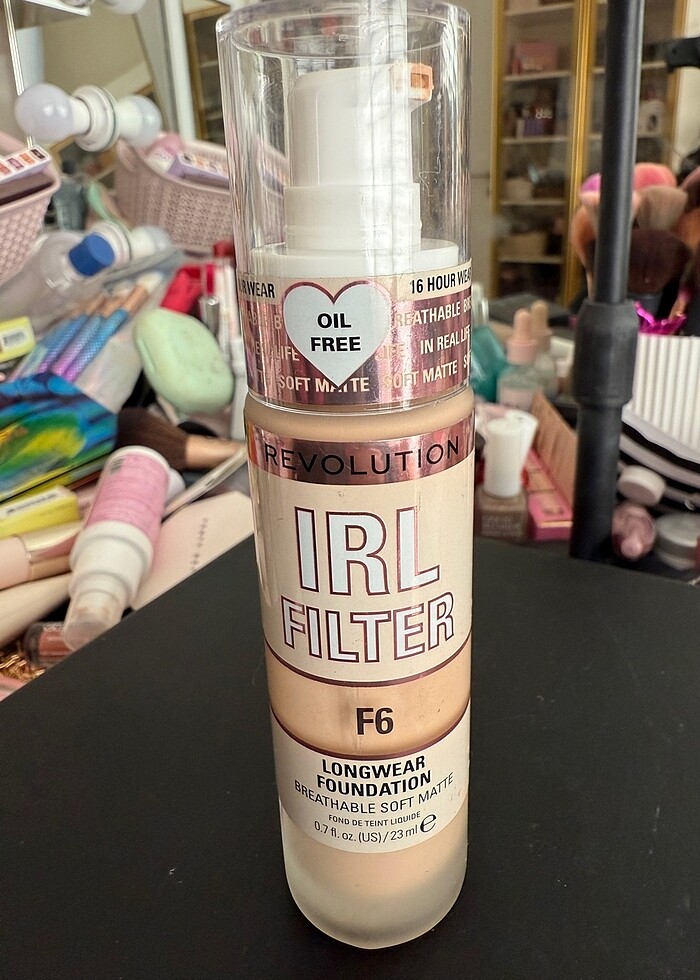 16 HOUR WEAR
OIL
FREE
IN REAL LIFE
SOFT MATTE SOFT MATTE
REVOLUTION
IRL
FILTER
F6
LONGWEAR
FOUNDATION
BREATHABLE SOFT MATTE
FOND DE TEINT LIQUIDE
0.7 fl. oz. (US) / 23 ml e